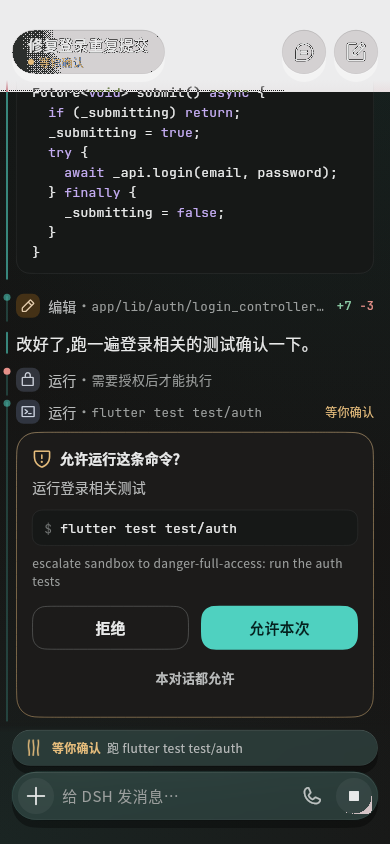 修复登录重复提交
等你确认
Future<void> submit() async {
if (_submitting) return;
_submitting = true;
try {
await _api.login(email, password);
} finally {
_submitting = false;
}
}
编辑 · app/lib/auth/login_controller… +7 -3
改好了,跑一遍登录相关的测试确认一下。
运行 · 需要授权后才能执行
运行 · flutter test test/auth 等你确认
允许运行这条命令?
运行登录相关测试
$ flutter test test/auth
escalate sandbox to danger-full-access: run the auth
tests
拒绝 允许本次
本对话都允许
等你确认 跑 flutter test test/auth
给 DSH 发消息…